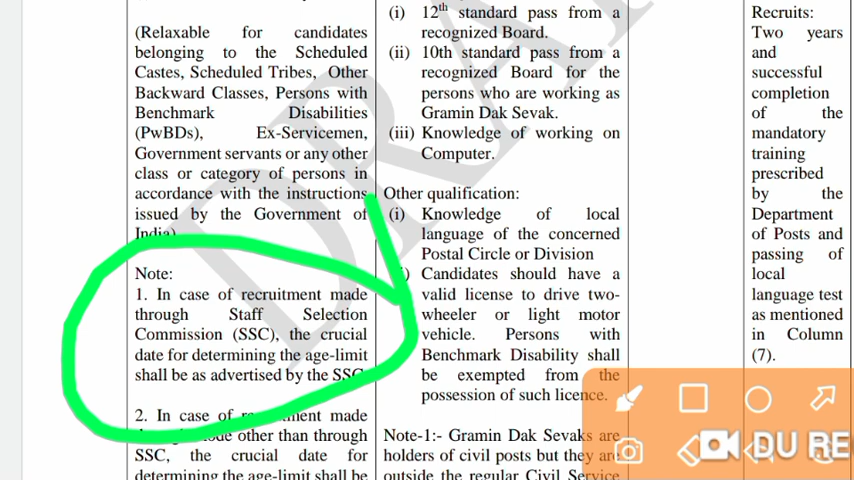 (Relaxable for candidates
belonging to the Scheduled
Castes, Scheduled Tribes, Other
Backward Classes, Persons with
Benchmark Disabilities
(PwBDs), Ex-Servicemen,
Government servants or any other
class or category of persons in
accordance with the instructions
issued by the Government of
India)
Note:
1. In case of recruitment made
through Staff Selection
Commission (SSC), the crucial
date for determining the age-limit
shall be as advertised by the SSC
2. In case of recruitment made
mode other than through
SSC, the crucial date for
determining the age-limit shall be
(i) 12th standard pass from a
recognized Board.
(ii) 10th standard pass from a
recognized Board for the
persons who are working as
Gramin Dak Sevak.
(iii) Knowledge of working on
Computer.
Other qualification:
(i) Knowledge of local
language of the concerned
Postal Circle or Division
Candidates should have a
valid license to drive two-
wheeler or light motor
vehicle. Persons with
Benchmark Disability shall
be exempted from the
possession of such licence.
Note-1:- Gramin Dak Sevaks are
holders of civil posts but they are
outside the regular Civil Service
Recruits:
Two years
and
successful
completion
of the
mandatory
training
prescribed
by the
Department
of Posts and
passing of
local
language test
as mentioned
in Column
(7).
DRA
DU RE